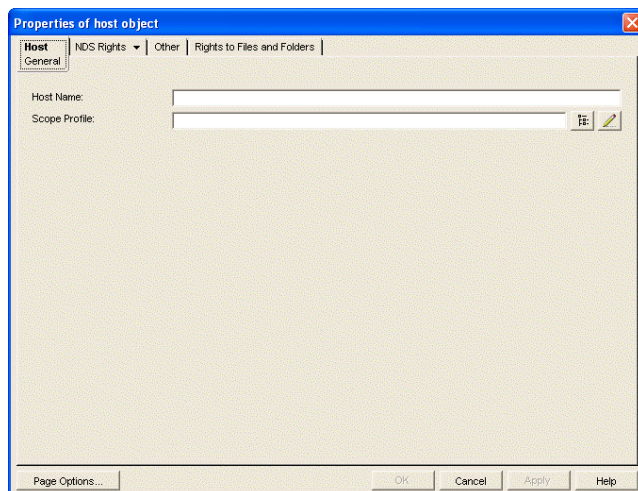 Properties of host object
Host NDS Rights Other Rights to Files and Folders
General
Host Name:
Scope Profile:
Page Options... OK Cancel Apply Help